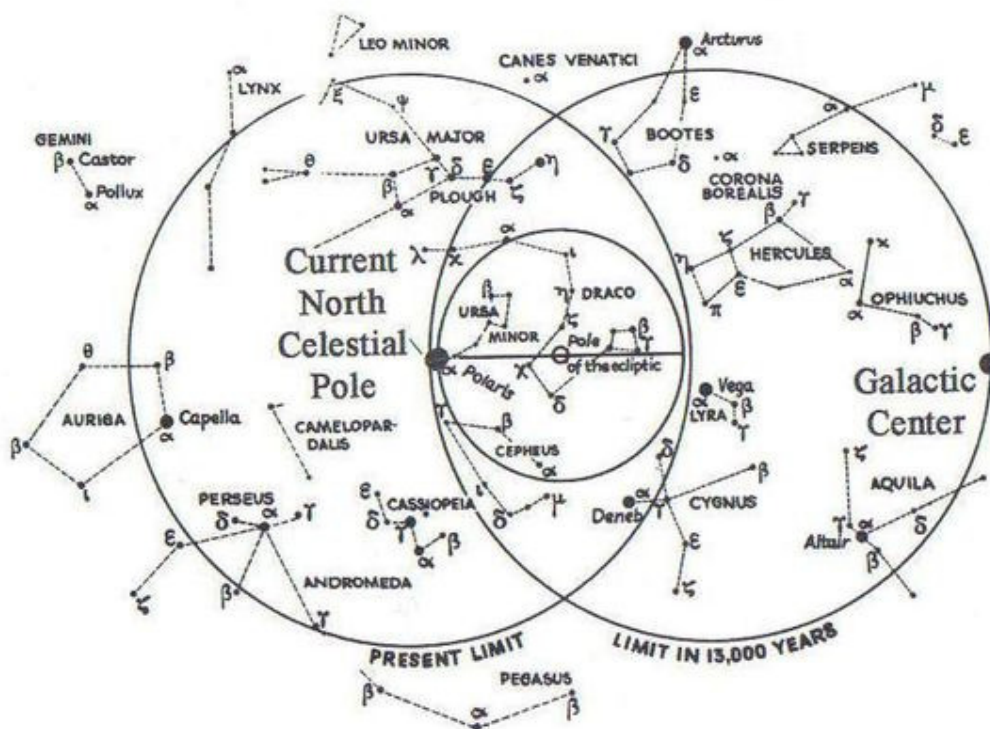 LEO MINOR
CANES VENATICI
α
Arcturus
α
α
LYNX
ξ
ψ
URSA MAJOR
γ
ε
BOOTES
δ
α
μ
δ
ε
SERPENS
GEMINI
β Castor
α Pollux
θ
β
α
γ
δ
ε
ζ
η
PLOUGH
α
CORONA
BOREALIS
β
γ
ζ
HERCULES
η
ε
π
α
κ
OPHIUCHUS
α
β
γ
λ
κ
α
ι
Current
North
Celestial
Pole
β
URSA
MINOR
η
DRACO
ζ
β
γ
Pole
of the ecliptic
α
Polaris
χ
δ
Galactic
Center
θ
β
AURIGA
Capella
α
β
ι
CAMELOPAR-
DALIS
γ
β
CEPHEUS
α
ι
δ
μ
Vega
α
LYRA
β
γ
δ
Deneb
α
γ
CYGNUS
β
ε
ζ
ζ
AQUILA
γ
α
δ
Altair
β
PERSEUS
δ
α
γ
ε
ζ
β
ANDROMEDA
γ
ε
CASSIOPEIA
δ
γ
α
β
PRESENT LIMIT
LIMIT IN 13,000 YEARS
PEGASUS
β
α
β